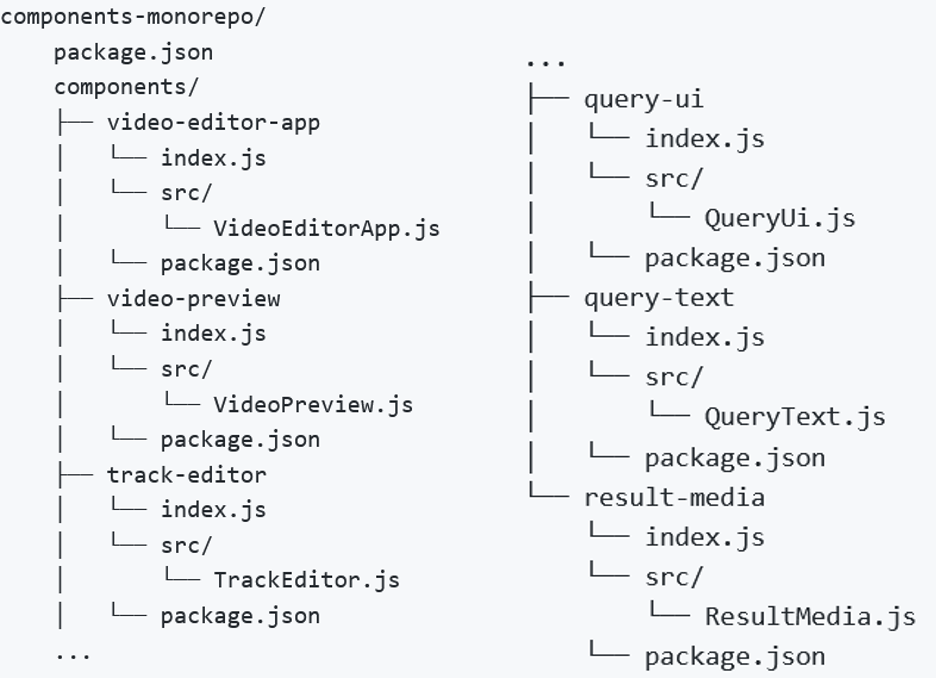 components-monorepo/
    package.json
    components/
    ├── video-editor-app
    │   └── index.js
    │   └── src/
    │       └── VideoEditorApp.js
    │   └── package.json
    ├── video-preview
    │   └── index.js
    │   └── src/
    │       └── VideoPreview.js
    │   └── package.json
    ├── track-editor
    │   └── index.js
    │   └── src/
    │       └── TrackEditor.js
    │   └── package.json
    ...
...
├── query-ui
│   └── index.js
│   └── src/
│       └── QueryUi.js
│   └── package.json
├── query-text
│   └── index.js
│   └── src/
│       └── QueryText.js
│   └── package.json
└── result-media
    └── index.js
    └── src/
        └── ResultMedia.js
    └── package.json